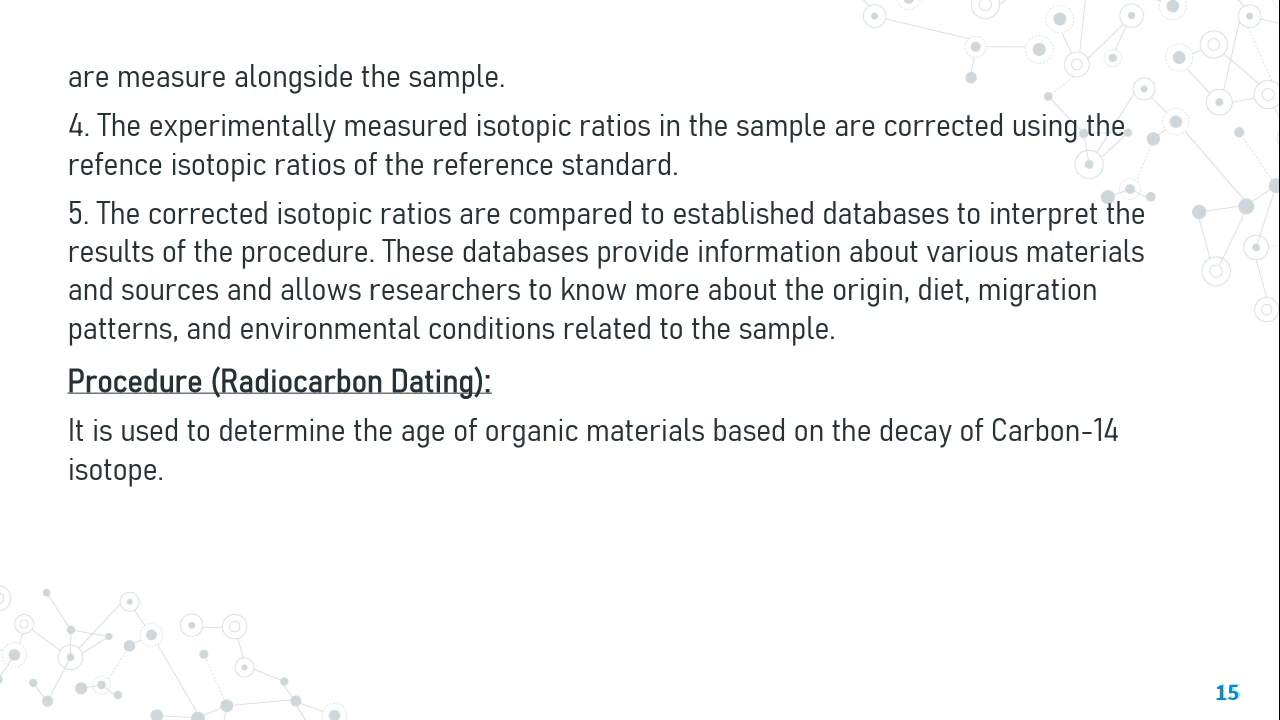 are measure alongside the sample.
4. The experimentally measured isotopic ratios in the sample are corrected using the
refence isotopic ratios of the reference standard.
5. The corrected isotopic ratios are compared to established databases to interpret the
results of the procedure. These databases provide information about various materials
and sources and allows researchers to know more about the origin, diet, migration
patterns, and environmental conditions related to the sample.
Procedure (Radiocarbon Dating):
It is used to determine the age of organic materials based on the decay of Carbon-14
isotope.
15